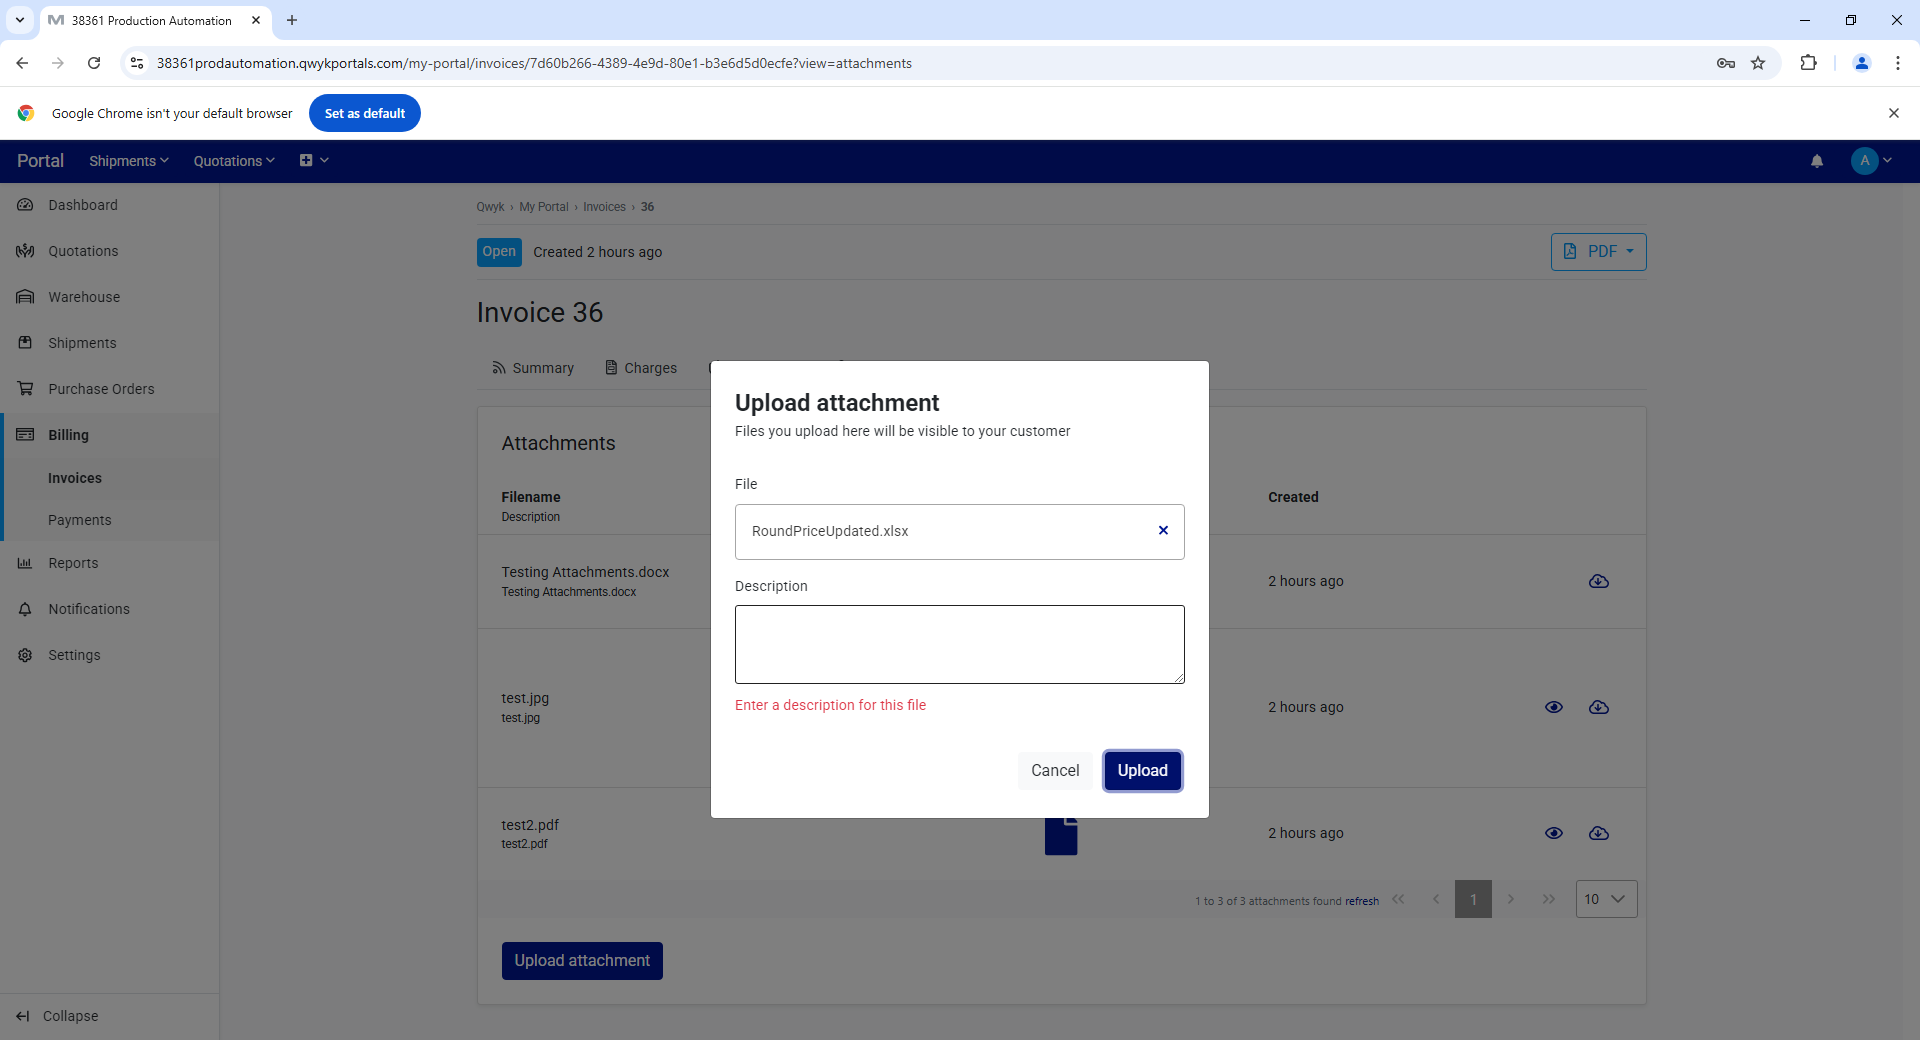 38361 Production Automation
38361prodautomation.qwykportals.com/my-portal/invoices/7d60b266-4389-4e9d-80e1-b3e6d5d0ecfe?view=attachments
Google Chrome isn't your default browser
Set as default
Portal
Shipments
Quotations
A
Dashboard
Quotations
Warehouse
Shipments
Purchase Orders
Billing
Invoices
Payments
Reports
Notifications
Settings
Collapse
Qwyk › My Portal › Invoices › 36
Open
Created 2 hours ago
PDF
Invoice 36
Summary
Charges
Attachments
Filename
Description
Created
Testing Attachments.docx
Testing Attachments.docx
2 hours ago
test.jpg
test.jpg
2 hours ago
test2.pdf
test2.pdf
2 hours ago
1 to 3 of 3 attachments found refresh
1
10
Upload attachment
Upload attachment
Files you upload here will be visible to your customer
File
RoundPriceUpdated.xlsx
Description
Enter a description for this file
Cancel
Upload